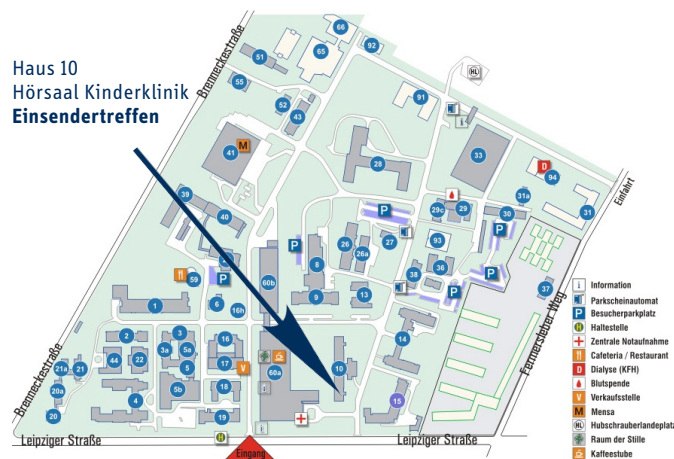 Haus 10
Hörsaal Kinderklinik
Einsendertreffen
Brenneckestraße
66
92
65
51
HL
55
52
43
91
i
M
41
28
33
D
94
Einfahrt
39
40
31a
29c
29
30
31
P
P
P
26
26a
27
93
60b
8
38
36
P
P
P
37
59
P
6
16h
9
13
1
14
Fermersleber Weg
2
3
16
44
22
3a
5a
17
60a
10
21a
21
5
V
20a
4
5b
18
i
15
20
19
Brenneckestraße
Leipziger Straße
H
i
Eingang
Leipziger Straße
i Information
Parkscheinautomat
P Besucherparkplatz
H Haltestelle
Zentrale Notaufnahme
Cafeteria / Restaurant
D Dialyse (KFH)
Blutspende
V Verkaufsstelle
M Mensa
HL Hubschrauberlandeplatz
Raum der Stille
Kaffeestube